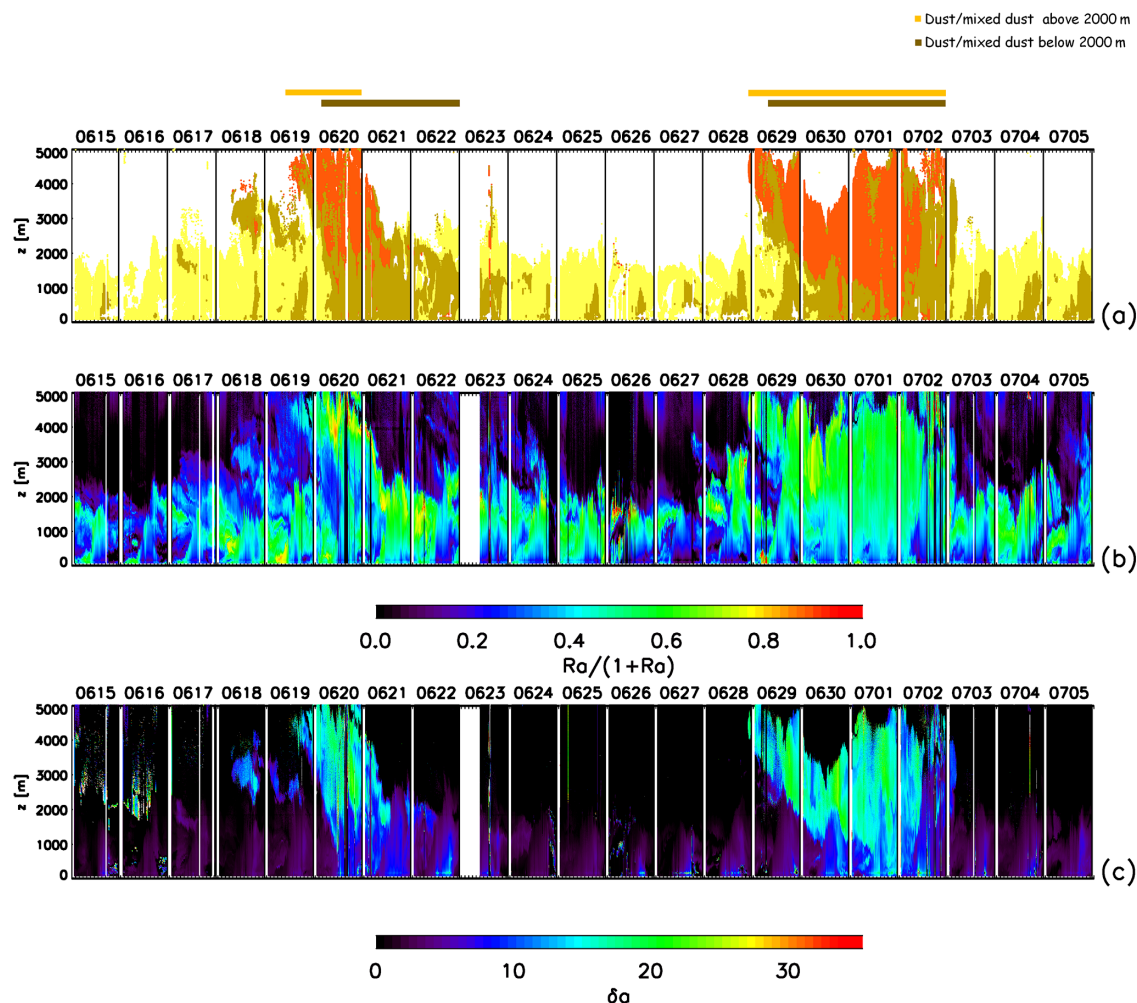 Dust/mixed dust above 2000 m
Dust/mixed dust below 2000 m
0615 0616 0617 0618 0619 0620 0621 0622 0623 0624 0625 0626 0627 0628 0629 0630 0701 0702 0703 0704 0705
5000
4000
3000
2000
1000
0
z [m]
(a)
0615 0616 0617 0618 0619 0620 0621 0622 0623 0624 0625 0626 0627 0628 0629 0630 0701 0702 0703 0704 0705
5000
4000
3000
2000
1000
0
z [m]
(b)
0.0 0.2 0.4 0.6 0.8 1.0
Ra/(1+Ra)
0615 0616 0617 0618 0619 0620 0621 0622 0623 0624 0625 0626 0627 0628 0629 0630 0701 0702 0703 0704 0705
5000
4000
3000
2000
1000
0
z [m]
(c)
0 10 20 30
δa